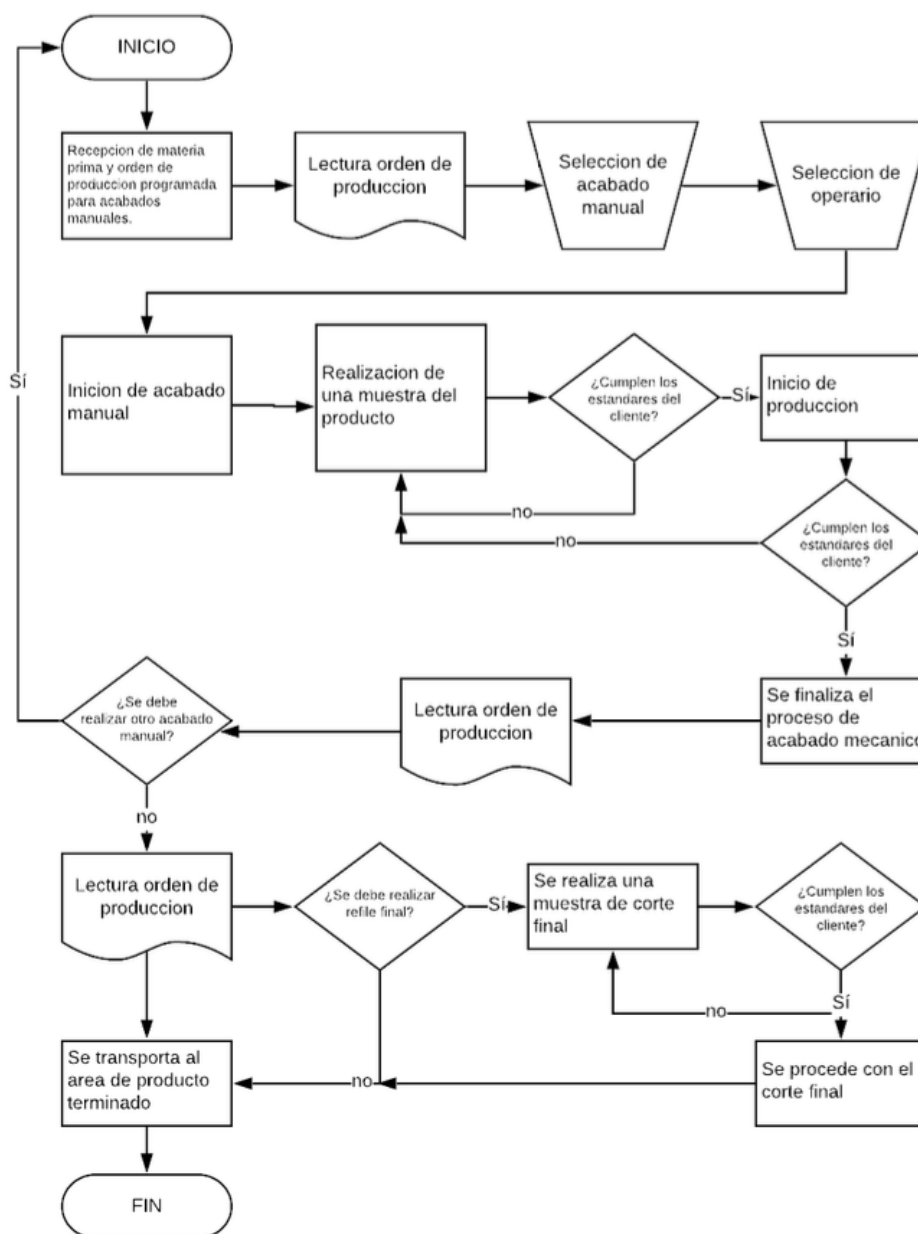 INICIO
Recepcion de materia
prima y orden de
produccion programada
para acabados
manuales.
Lectura orden de
produccion
Seleccion de
acabado
manual
Seleccion de
operario
Sí
Inicion de acabado
manual
Realizacion de
una muestra del
producto
¿Cumplen los
estandares del
cliente?
Sí
Inicio de
produccion
no
¿Cumplen los
estandares del
cliente?
no
Sí
¿Se debe
realizar otro acabado
manual?
Lectura orden de
produccion
Se finaliza el
proceso de
acabado mecanico
no
Lectura orden de
produccion
¿Se debe realizar
refile final?
Sí
Se realiza una
muestra de corte
final
¿Cumplen los
estandares del
cliente?
no
Sí
Se transporta al
area de producto
terminado
no
Se procede con el
corte final
FIN